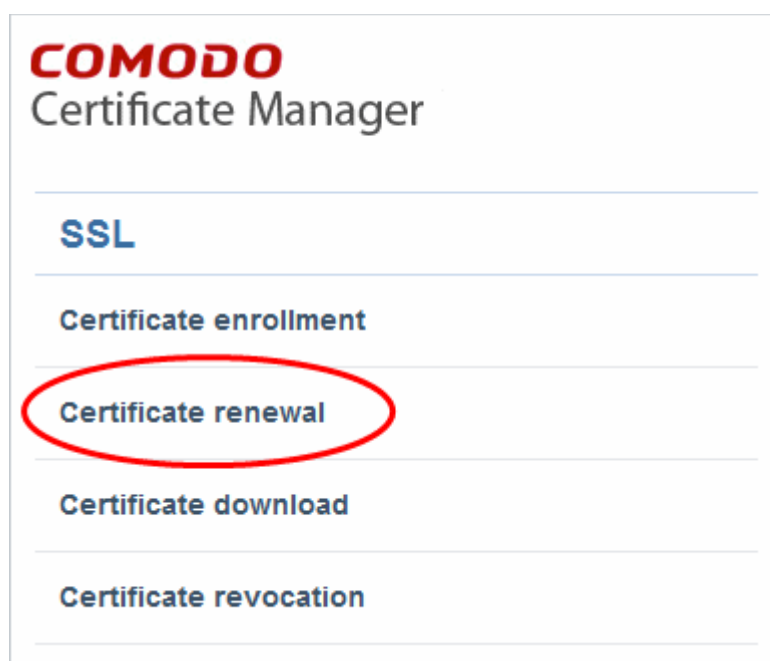 COMODO
Certificate Manager
SSL
Certificate enrollment
Certificate renewal
Certificate download
Certificate revocation